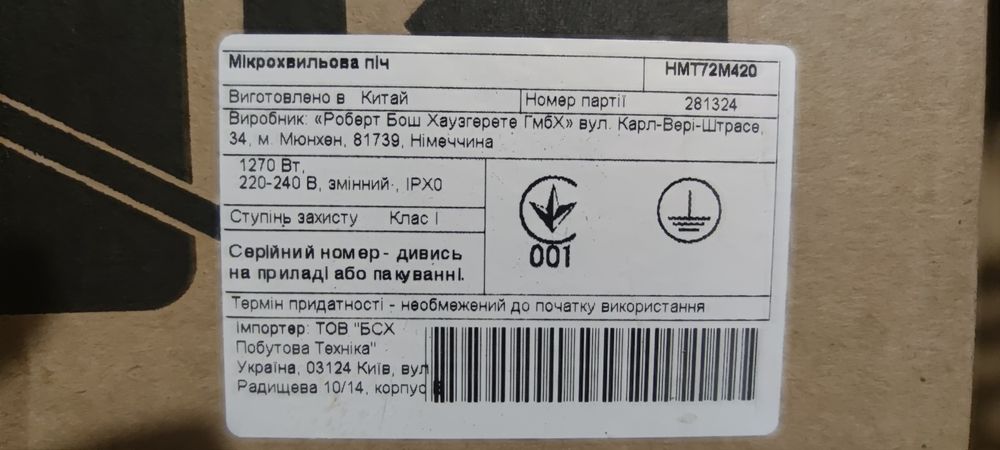 Мікрохвильова піч
HMT72M420
Виготовлено в Китай
Номер партії 281324
Виробник: «Роберт Бош Хаузгерете ГмбХ» вул. Карл-Вері-Штрасе,
34, м. Мюнхен, 81739, Німеччина
1270 Вт,
220-240 В, змінний·, IPX0
Ступінь захисту Клас I
Серійний номер - дивись
на приладі або пакуванні.
001
Термін придатності - необмежений до початку використання
Імпортер: ТОВ "БСХ
Побутова Техніка"
Україна, 03124 Київ, вул
Радищева 10/14, корпус